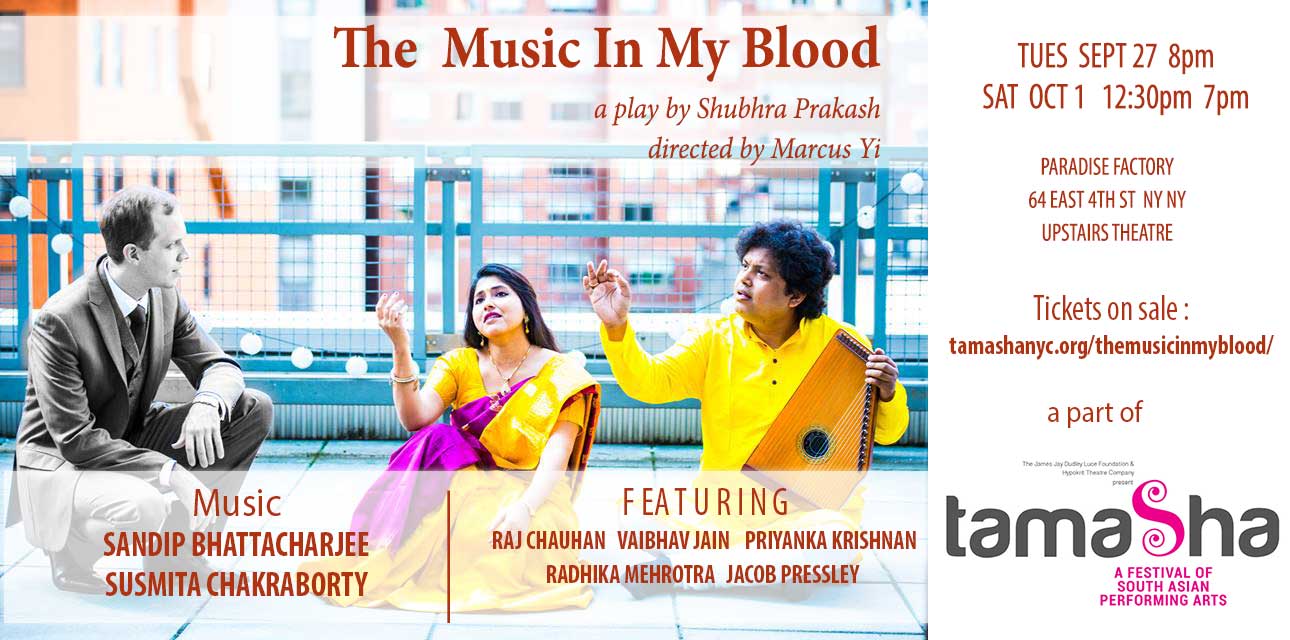 The Music In My Blood
a play by Shubhra Prakash
directed by Marcus Yi
Music
SANDIP BHATTACHARJEE
SUSMITA CHAKRABORTY
FEATURING
RAJ CHAUHAN VAIBHAV JAIN PRIYANKA KRISHNAN
RADHIKA MEHROTRA JACOB PRESSLEY
TUES SEPT 27 8pm
SAT OCT 1 12:30pm 7pm
PARADISE FACTORY
64 EAST 4TH ST NY NY
UPSTAIRS THEATRE
Tickets on sale :
tamashanyc.org/themusicinmyblood/
a part of
The James Jay Dudley Luce Foundation &
Hypokrit Theatre Company
present
tamaSha
A FESTIVAL OF
SOUTH ASIAN
PERFORMING ARTS